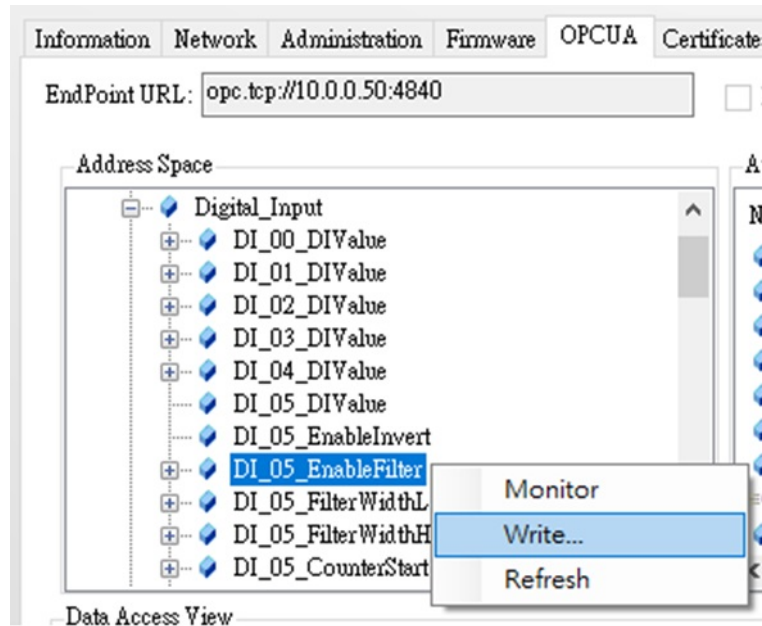 Information Network Administration Firmware OPCUA Certificate
EndPoint URL: opc.tcp://10.0.0.50:4840
Address Space
Digital_Input
DI_00_DIValue
DI_01_DIValue
DI_02_DIValue
DI_03_DIValue
DI_04_DIValue
DI_05_DIValue
DI_05_EnableInvert
DI_05_EnableFilter
Monitor
DI_05_FilterWidthL
Write...
DI_05_FilterWidthH
Refresh
DI_05_CounterStart
Data Access View